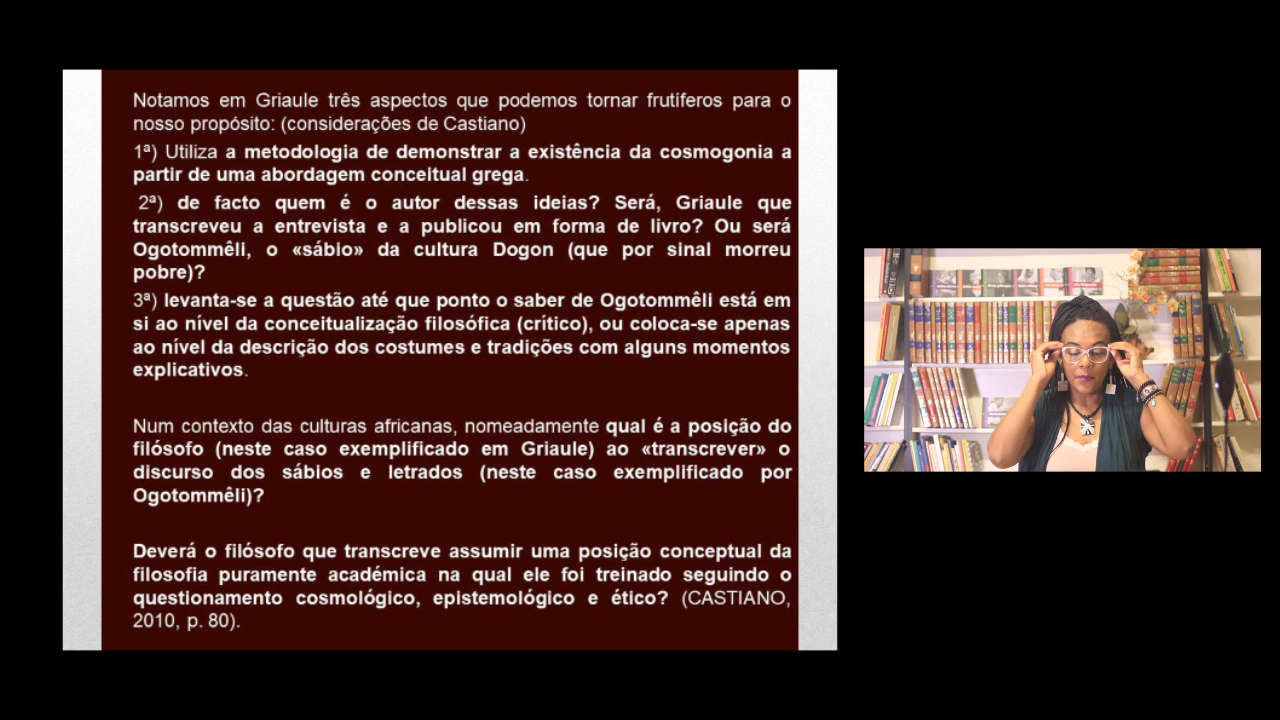 Notamos em Griaule três aspectos que podemos tornar frutíferos para o
nosso propósito: (considerações de Castiano)
1ª) Utiliza a metodologia de demonstrar a existência da cosmogonia a
partir de uma abordagem conceitual grega.
2ª) de facto quem é o autor dessas ideias? Será, Griaule que
transcreveu a entrevista e a publicou em forma de livro? Ou será
Ogotommêli, o «sábio» da cultura Dogon (que por sinal morreu
pobre)?
3ª) levanta-se a questão até que ponto o saber de Ogotommêli está em
si ao nível da conceitualização filosófica (crítico), ou coloca-se apenas
ao nível da descrição dos costumes e tradições com alguns momentos
explicativos.
Num contexto das culturas africanas, nomeadamente qual é a posição do
filósofo (neste caso exemplificado em Griaule) ao «transcrever» o
discurso dos sábios e letrados (neste caso exemplificado por
Ogotommêli)?
Deverá o filósofo que transcreve assumir uma posição conceptual da
filosofia puramente académica na qual ele foi treinado seguindo o
questionamento cosmológico, epistemológico e ético? (CASTIANO,
2010, p. 80).